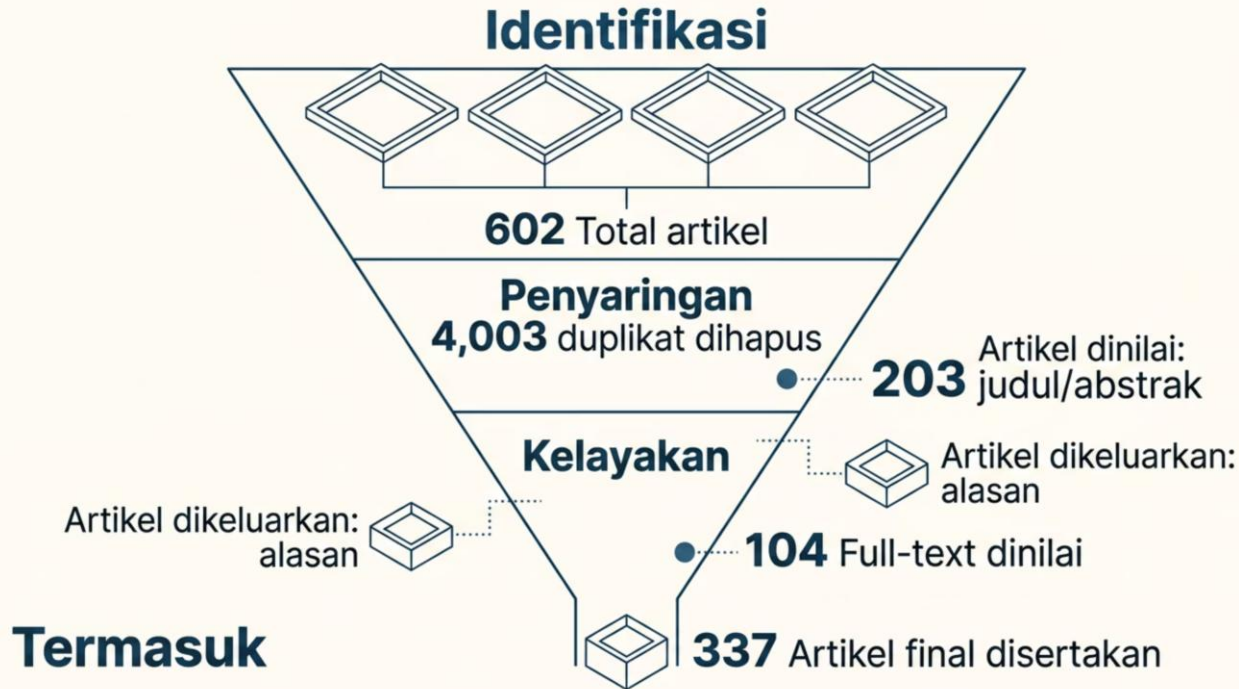 Identifikasi
602 Total artikel
Penyaringan
4,003 duplikat dihapus
203 Artikel dinilai:
judul/abstrak
Kelayakan
Artikel dikeluarkan:
alasan
Artikel dikeluarkan:
alasan
104 Full-text dinilai
Termasuk
337 Artikel final disertakan